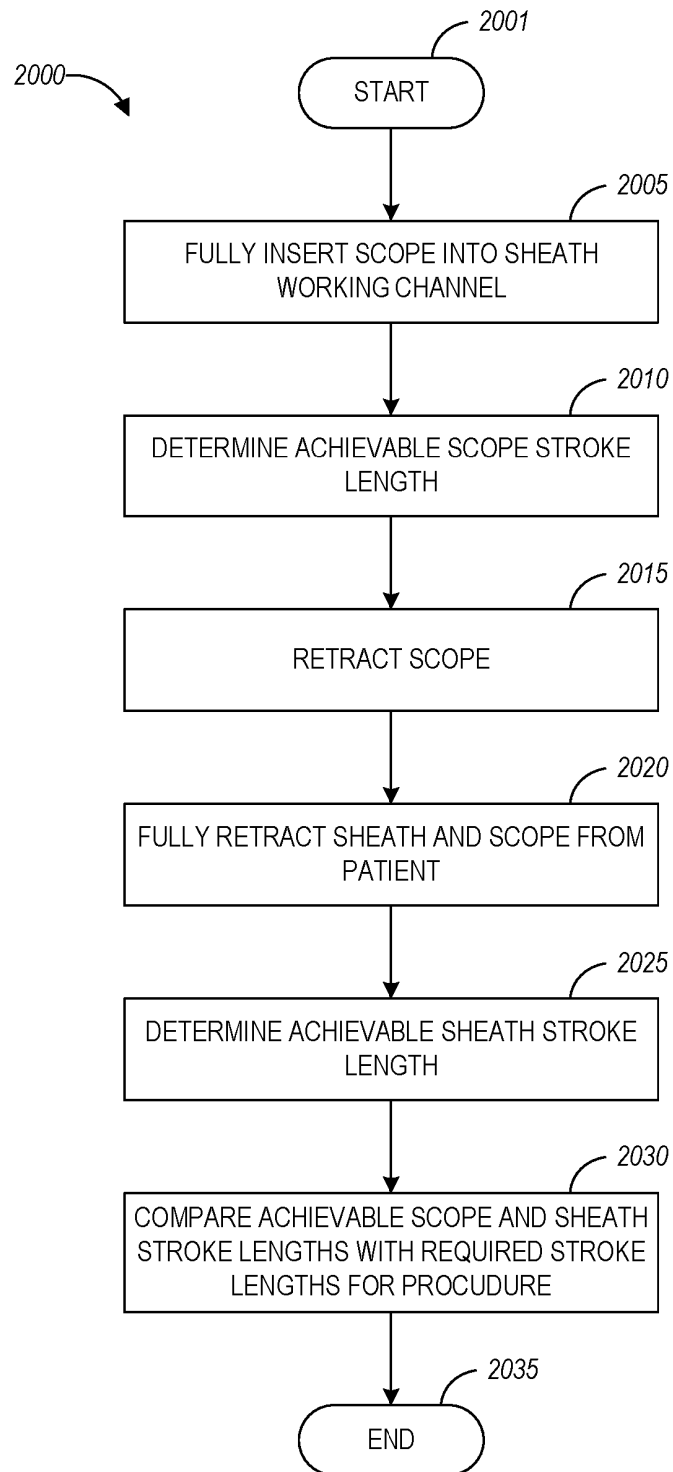 2001
2000
START
2005
FULLY INSERT SCOPE INTO SHEATH
WORKING CHANNEL
2010
DETERMINE ACHIEVABLE SCOPE STROKE
LENGTH
2015
RETRACT SCOPE
2020
FULLY RETRACT SHEATH AND SCOPE FROM
PATIENT
2025
DETERMINE ACHIEVABLE SHEATH STROKE
LENGTH
2030
COMPARE ACHIEVABLE SCOPE AND SHEATH
STROKE LENGTHS WITH REQUIRED STROKE
LENGTHS FOR PROCUDURE
2035
END